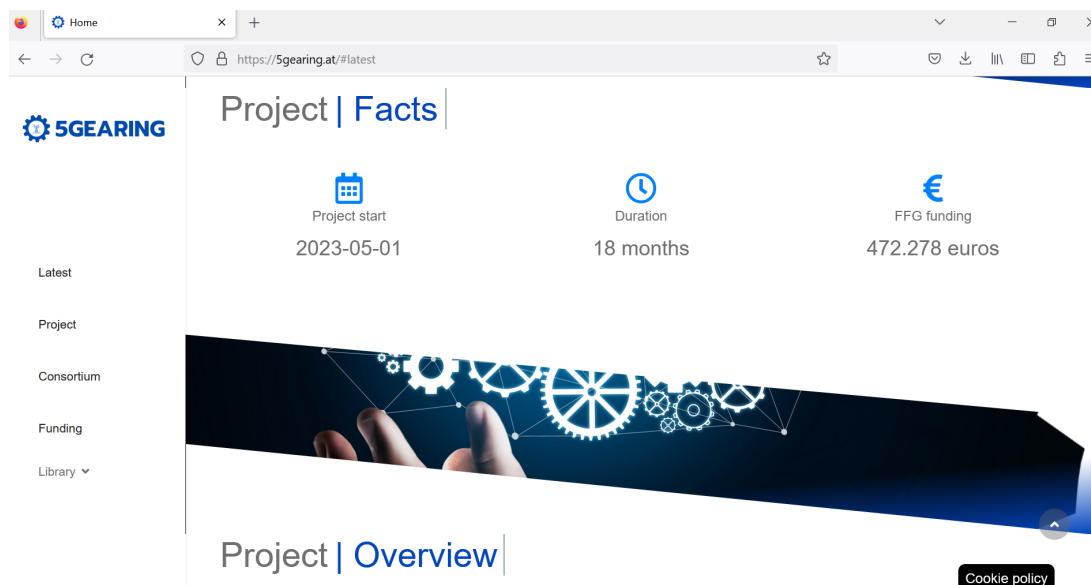 Home
https://5gearing.at/#latest
5GEARING
Latest
Project
Consortium
Funding
Library
Project | Facts
Project start
2023-05-01
Duration
18 months
€
FFG funding
472.278 euros
Project | Overview
Cookie policy